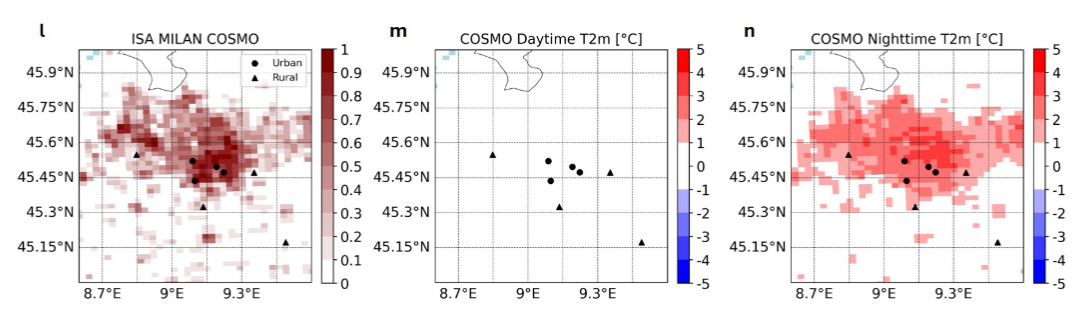 l
ISA MILAN COSMO
Urban
Rural
45.9°N
45.75°N
45.6°N
45.45°N
45.3°N
45.15°N
8.7°E 9°E 9.3°E
1
0.9
0.8
0.7
0.6
0.5
0.4
0.3
0.2
0.1
0
m
COSMO Daytime T2m [°C]
45.9°N
45.75°N
45.6°N
45.45°N
45.3°N
45.15°N
8.7°E 9°E 9.3°E
5
4
3
2
1
0
-1
-2
-3
-4
-5
n
COSMO Nighttime T2m [°C]
45.9°N
45.75°N
45.6°N
45.45°N
45.3°N
45.15°N
8.7°E 9°E 9.3°E
5
4
3
2
1
0
-1
-2
-3
-4
-5